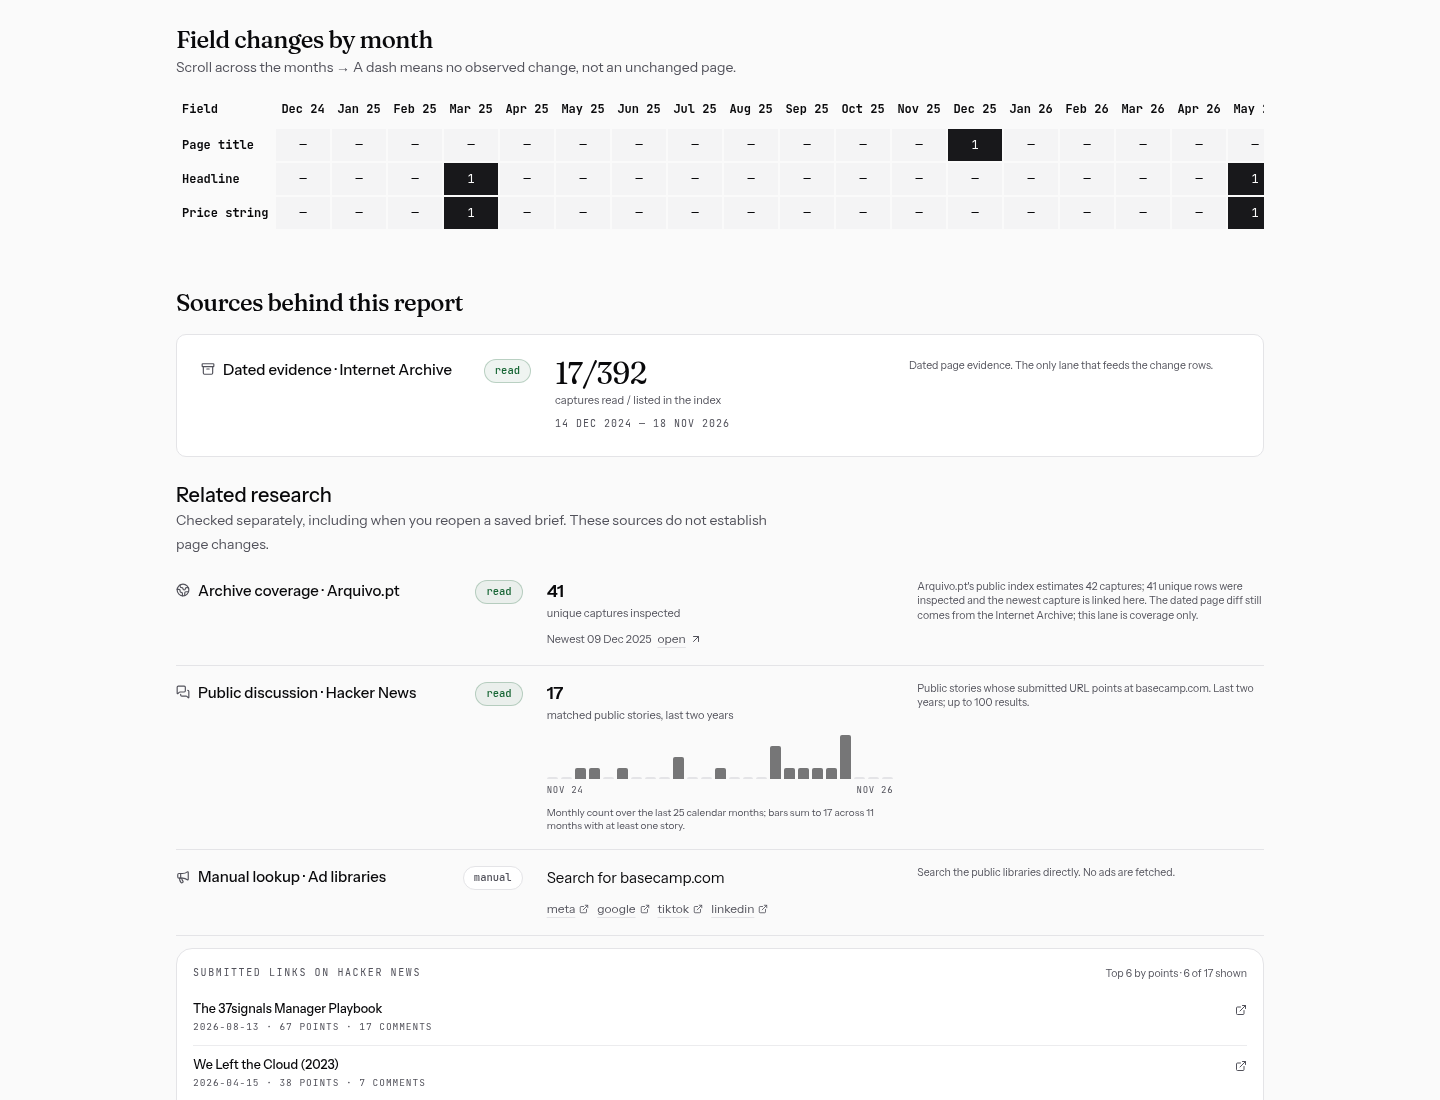 Field changes by month
Scroll across the months → A dash means no observed change, not an unchanged page.
Field Dec 24 Jan 25 Feb 25 Mar 25 Apr 25 May 25 Jun 25 Jul 25 Aug 25 Sep 25 Oct 25 Nov 25 Dec 25 Jan 26 Feb 26 Mar 26 Apr 26 May
Page title — — — — — — — — — — — — 1 — — — — —
Headline — — — 1 — — — — — — — — — — — — — 1
Price string — — — 1 — — — — — — — — — — — — — 1
Sources behind this report
Dated evidence · Internet Archive
read
17/392
captures read / listed in the index
14 DEC 2024 — 18 NOV 2026
Dated page evidence. The only lane that feeds the change rows.
Related research
Checked separately, including when you reopen a saved brief. These sources do not establish
page changes.
Archive coverage · Arquivo.pt
read
41
unique captures inspected
Newest 09 Dec 2025 open
Arquivo.pt's public index estimates 42 captures; 41 unique rows were
inspected and the newest capture is linked here. The dated page diff still
comes from the Internet Archive; this lane is coverage only.
Public discussion · Hacker News
read
17
matched public stories, last two years
NOV 24 NOV 26
Monthly count over the last 25 calendar months; bars sum to 17 across 11
months with at least one story.
Public stories whose submitted URL points at basecamp.com. Last two
years; up to 100 results.
Manual lookup · Ad libraries
manual
Search for basecamp.com
meta google tiktok linkedin
Search the public libraries directly. No ads are fetched.
SUBMITTED LINKS ON HACKER NEWS
Top 6 by points · 6 of 17 shown
The 37signals Manager Playbook
2026-08-13 · 67 POINTS · 17 COMMENTS
We Left the Cloud (2023)
2026-04-15 · 38 POINTS · 7 COMMENTS